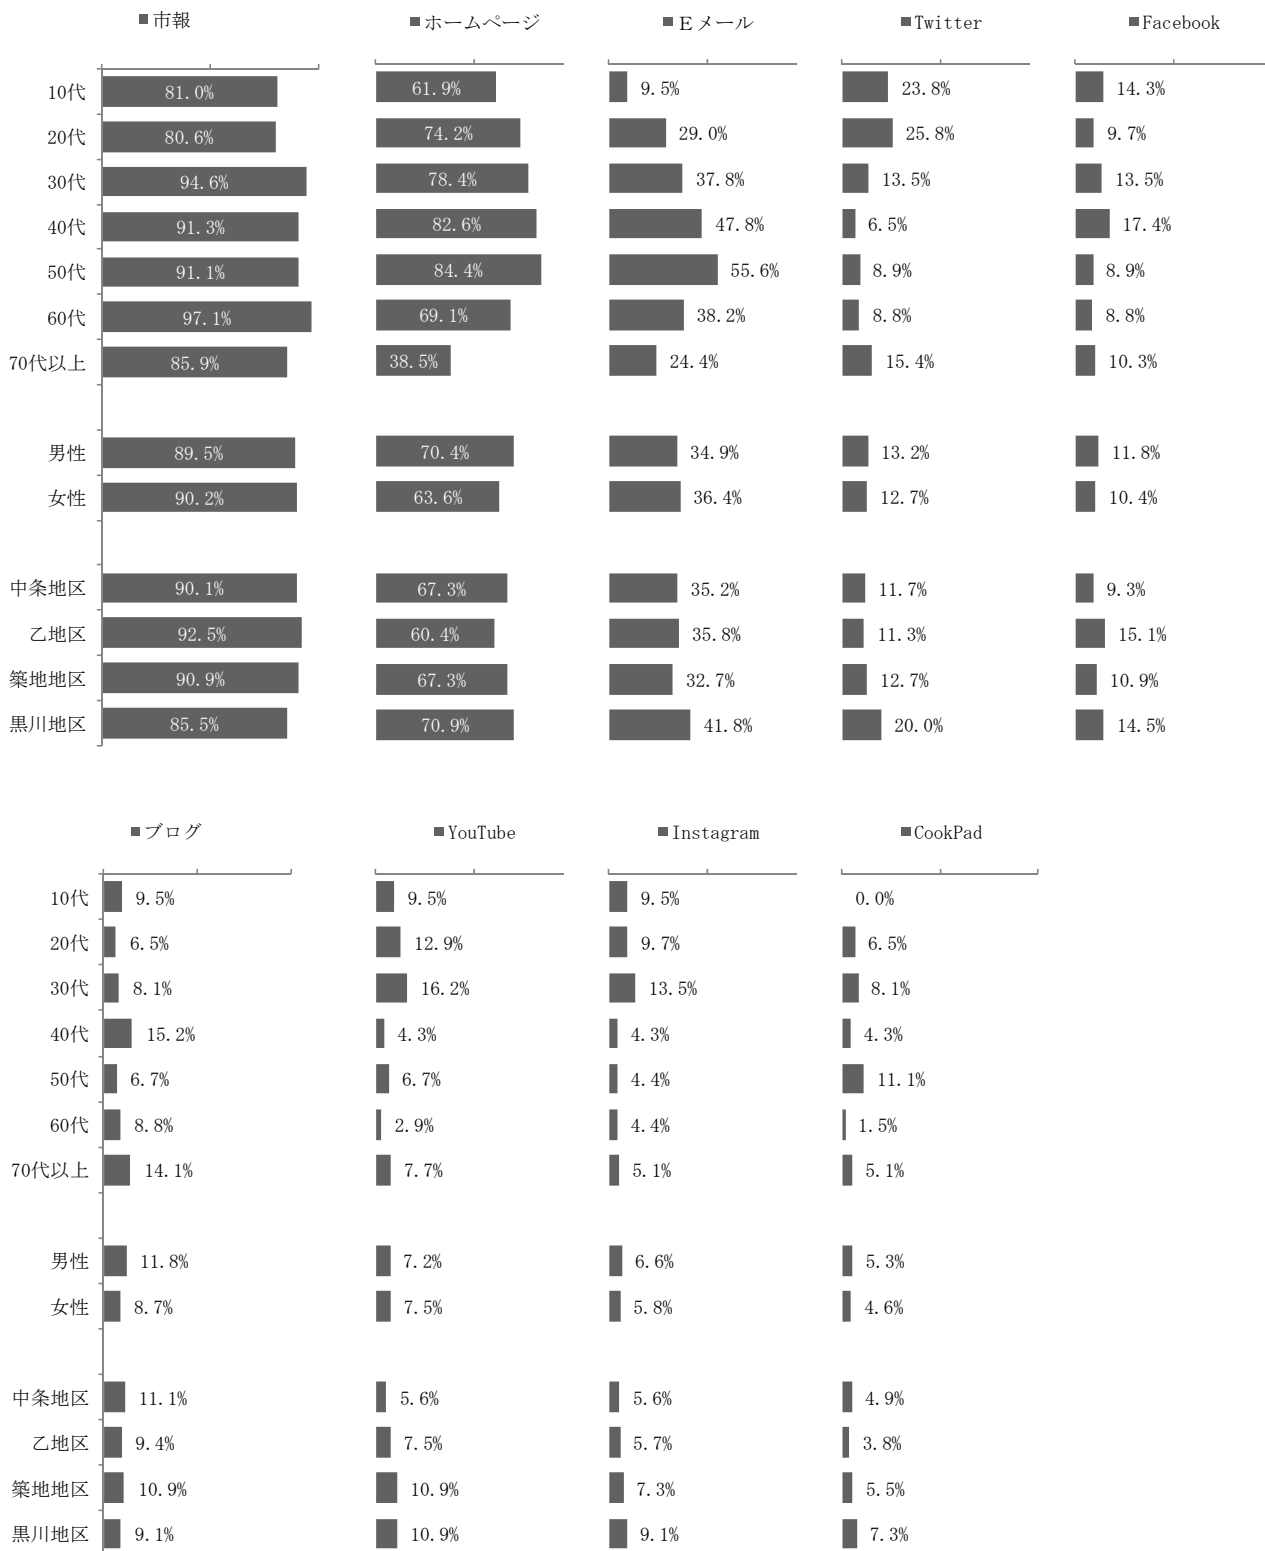 ■市報 ■ホームページ ■Eメール ■Twitter ■Facebook
10代 81.0% 61.9% 9.5% 23.8% 14.3%
20代 80.6% 74.2% 29.0% 25.8% 9.7%
30代 94.6% 78.4% 37.8% 13.5% 13.5%
40代 91.3% 82.6% 47.8% 6.5% 17.4%
50代 91.1% 84.4% 55.6% 8.9% 8.9%
60代 97.1% 69.1% 38.2% 8.8% 8.8%
70代以上 85.9% 38.5% 24.4% 15.4% 10.3%
男性 89.5% 70.4% 34.9% 13.2% 11.8%
女性 90.2% 63.6% 36.4% 12.7% 10.4%
中条地区 90.1% 67.3% 35.2% 11.7% 9.3%
乙地区 92.5% 60.4% 35.8% 11.3% 15.1%
築地地区 90.9% 67.3% 32.7% 12.7% 10.9%
黒川地区 85.5% 70.9% 41.8% 20.0% 14.5%
■ブログ ■YouTube ■Instagram ■CookPad
10代 9.5% 9.5% 9.5% 0.0%
20代 6.5% 12.9% 9.7% 6.5%
30代 8.1% 16.2% 13.5% 8.1%
40代 15.2% 4.3% 4.3% 4.3%
50代 6.7% 6.7% 4.4% 11.1%
60代 8.8% 2.9% 4.4% 1.5%
70代以上 14.1% 7.7% 5.1% 5.1%
男性 11.8% 7.2% 6.6% 5.3%
女性 8.7% 7.5% 5.8% 4.6%
中条地区 11.1% 5.6% 5.6% 4.9%
乙地区 9.4% 7.5% 5.7% 3.8%
築地地区 10.9% 10.9% 7.3% 5.5%
黒川地区 9.1% 10.9% 9.1% 7.3%